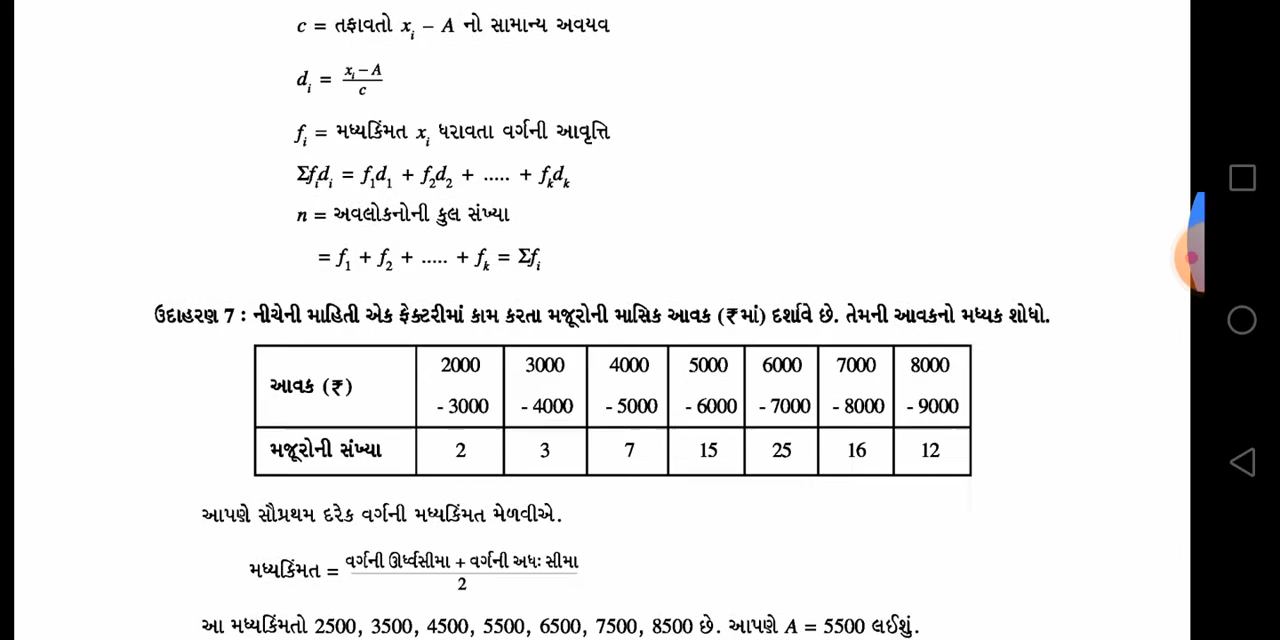 c = તફાવતો xᵢ – A નો સામાન્ય અવયવ
dᵢ = (xᵢ – A)/c
fᵢ = મધ્યકિંમત xᵢ ધરાવતા વર્ગની આવૃત્તિ
Σfᵢdᵢ = f₁d₁ + f₂d₂ + ..... + fₖdₖ
n = અવલોકનોની કુલ સંખ્યા
= f₁ + f₂ + ..... + fₖ = Σfᵢ
ઉદાહરણ 7 : નીચેની માહિતી એક ફેક્ટરીમાં કામ કરતા મજૂરોની માસિક આવક (₹માં) દર્શાવે છે. તેમની આવકનો મધ્યક શોધો.
આવક (₹) 2000 - 3000 3000 - 4000 4000 - 5000 5000 - 6000 6000 - 7000 7000 - 8000 8000 - 9000
મજૂરોની સંખ્યા 2 3 7 15 25 16 12
આપણે સૌપ્રથમ દરેક વર્ગની મધ્યકિંમત મેળવીએ.
મધ્યકિંમત = (વર્ગની ઊર્ધ્વસીમા + વર્ગની અધઃ સીમા)/2
આ મધ્યકિંમતો 2500, 3500, 4500, 5500, 6500, 7500, 8500 છે. આપણે A = 5500 લઈશું.